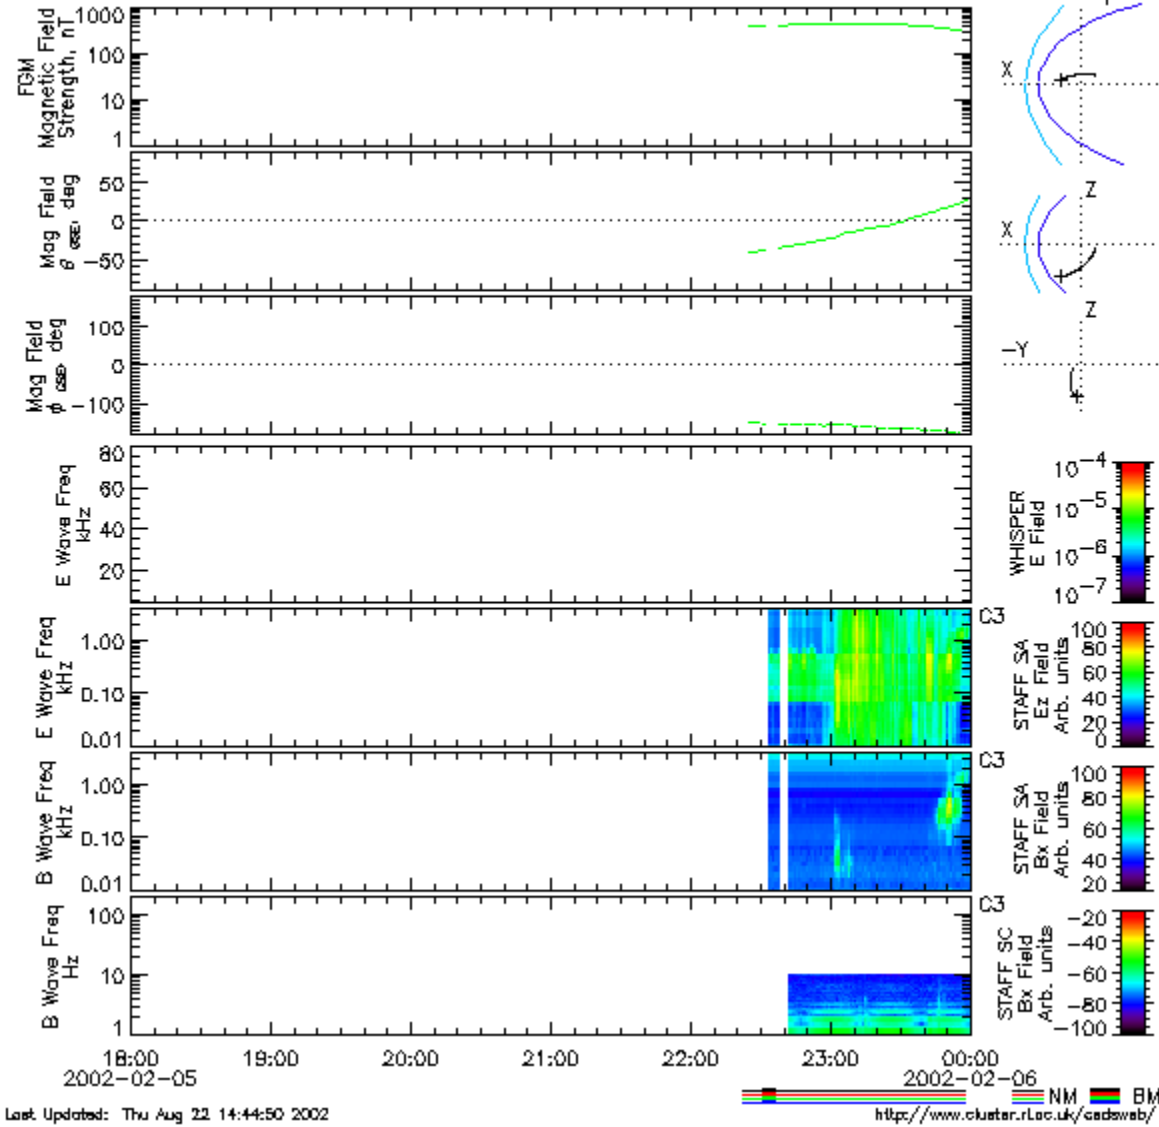 FGM
Magnetic Field
Strength, nT
1000
100
10
1
X
Mag Field
θ GSE, deg
50
0
−50
Z
X
Mag Field
ϕ GSE, deg
100
0
−100
Z
−Y
E Wave Freq
kHz
80
60
40
20
WHISPER
E Field
10−4
10−5
10−6
10−7
E Wave Freq
kHz
1.00
0.10
0.01
C3
STAFF SA
Ez Field
Arb. units
100
80
60
40
20
0
B Wave Freq
kHz
1.00
0.10
0.01
C3
STAFF SA
Bx Field
Arb. units
100
80
60
40
20
B Wave Freq
Hz
100
10
1
C3
STAFF SC
Bx Field
Arb. units
−20
−40
−60
−80
−100
18:00 19:00 20:00 21:00 22:00 23:00 00:00
2002−02−05 2002−02−06
NM BM
Last Updated: Thu Aug 22 14:44:50 2002
http://www.cluster.rl.ac.uk/csdsweb/